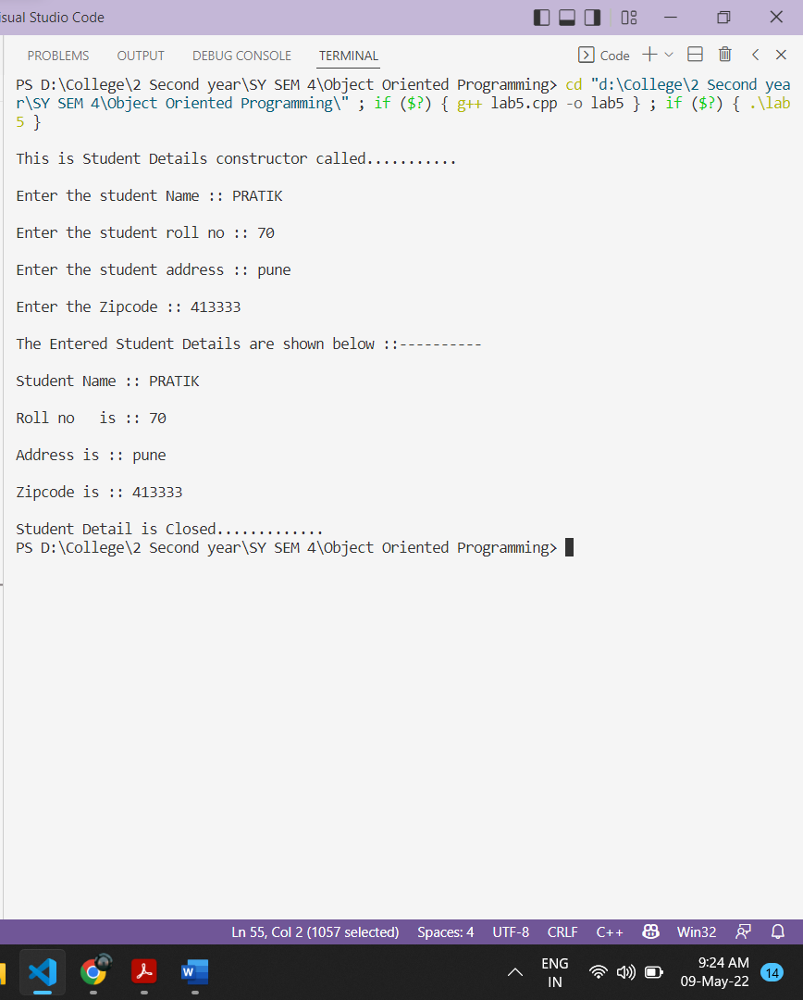 isual Studio Code
PROBLEMS OUTPUT DEBUG CONSOLE TERMINAL Code
PS D:\College\2 Second year\SY SEM 4\Object Oriented Programming> cd "d:\College\2 Second yea
r\SY SEM 4\Object Oriented Programming\" ; if ($?) { g++ lab5.cpp -o lab5 } ; if ($?) { .\lab
5 }
This is Student Details constructor called...........
Enter the student Name :: PRATIK
Enter the student roll no :: 70
Enter the student address :: pune
Enter the Zipcode :: 413333
The Entered Student Details are shown below ::----------
Student Name :: PRATIK
Roll no   is :: 70
Address is :: pune
Zipcode is :: 413333
Student Detail is Closed.............
PS D:\College\2 Second year\SY SEM 4\Object Oriented Programming>
Ln 55, Col 2 (1057 selected) Spaces: 4 UTF-8 CRLF C++ Win32
W
ENG
IN
9:24 AM
09-May-22
14